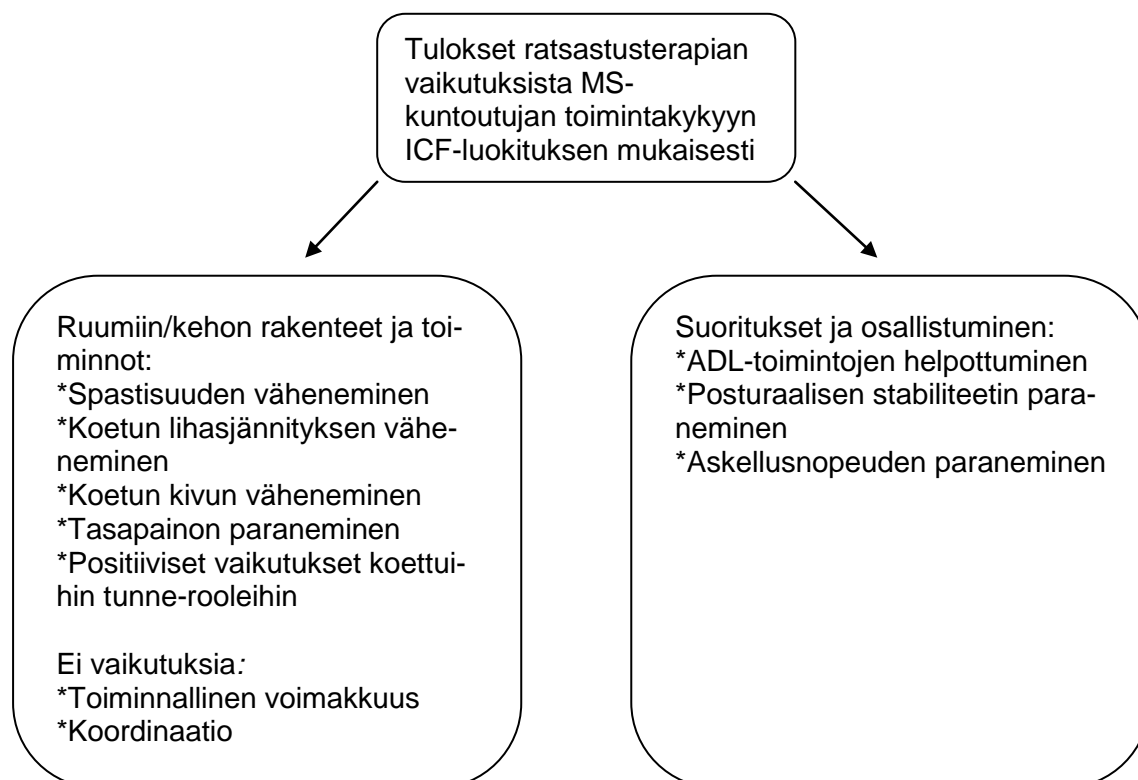 Tulokset ratsastusterapian
vaikutuksista MS-
kuntoutujan toimintakykyyn
ICF-luokituksen mukaisesti
Ruumiin/kehon rakenteet ja toi-
minnot:
*Spastisuuden väheneminen
*Koetun lihasjännityksen vähe-
neminen
*Koetun kivun väheneminen
*Tasapainon paraneminen
*Positiiviset vaikutukset koettui-
hin tunne-rooleihin
Ei vaikutuksia:
*Toiminnallinen voimakkuus
*Koordinaatio
Suoritukset ja osallistuminen:
*ADL-toimintojen helpottuminen
*Posturaalisen stabiliteetin para-
neminen
*Askellusnopeuden paraneminen